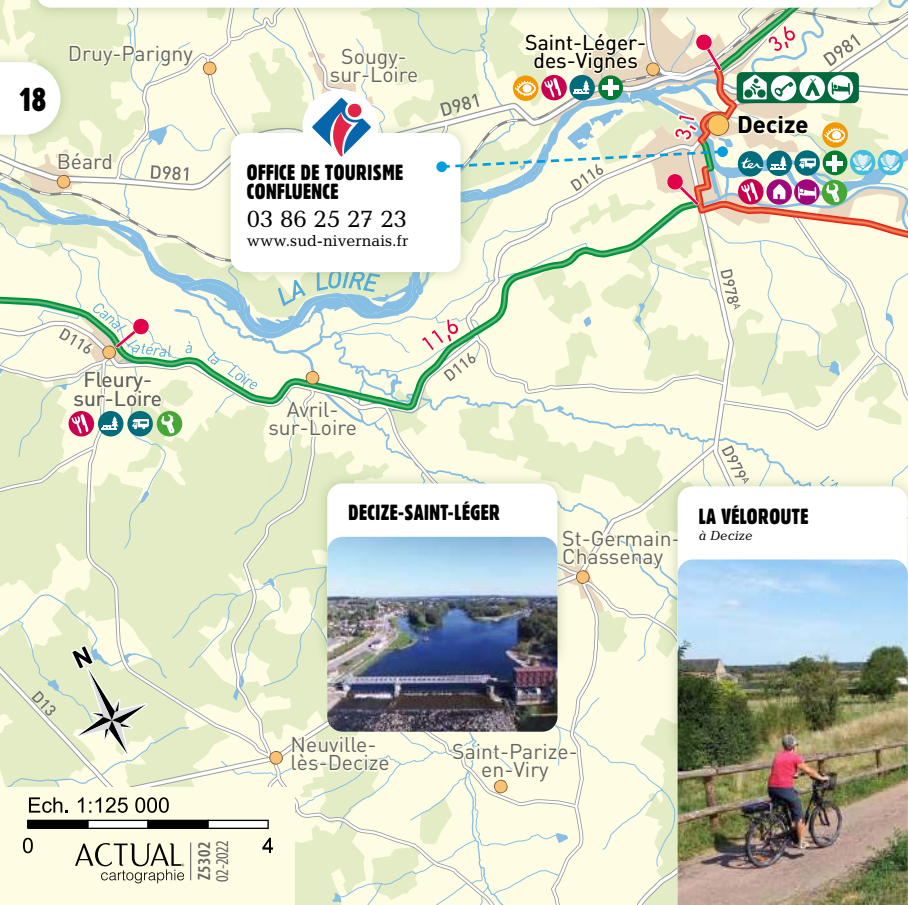 Druy-Parigny
Sougy-
sur-Loire
Saint-Léger-
des-Vignes
3,6
D981
18
D981
3,1
Decize
ter
Béard
D981
OFFICE DE TOURISME
CONFLUENCE
03 86 25 27 23
www.sud-nivernais.fr
D116
LA LOIRE
D978A
Canal latéral à la Loire
D116
11,6
D116
Fleury-
sur-Loire
Avril-
sur-Loire
D979A
DECIZE-SAINT-LÉGER
LA VÉLOROUTE
à Decize
St-Germain-
Chassenay
N
D13
Neuville-
lès-Decize
Saint-Parize-
en-Viry
Ech. 1:125 000
0
4
ACTUAL
cartographie
Z5302
02-2022